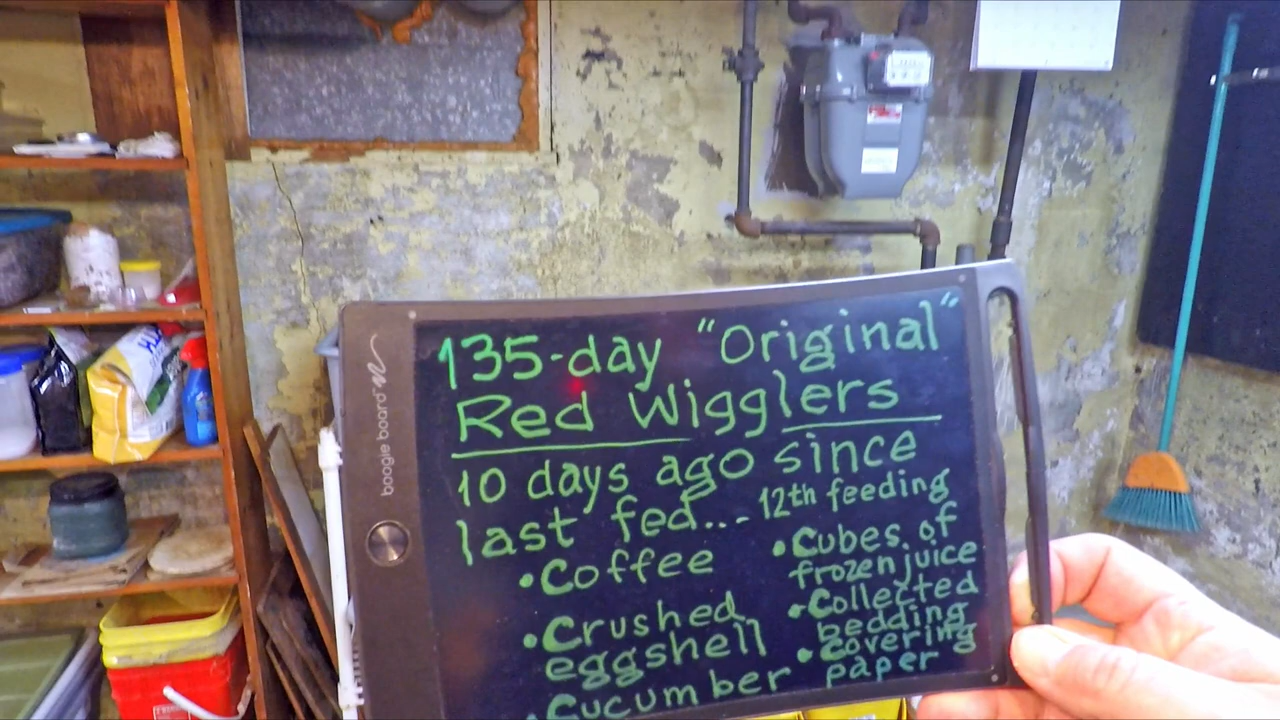 135-day "Original"
Red Wigglers
10 days ago since
last fed... 12th feeding
• Coffee
• Crushed
eggshell
• Cucumber
• Cubes of
frozen juice
• Collected
bedding
• Covering
paper
boogie board